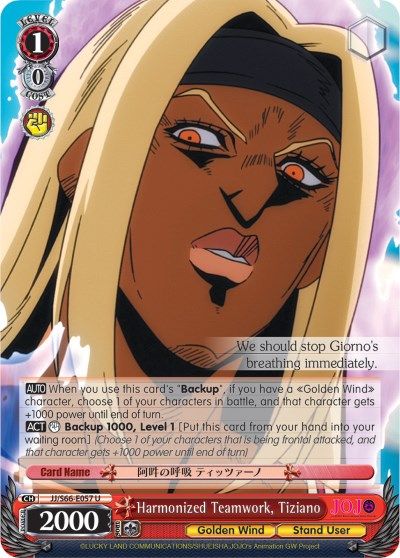 LEVEL
1
0
COST
We should stop Giorno's
breathing immediately.
AUTO When you use this card's "Backup", if you have a «Golden Wind»
character, choose 1 of your characters in battle, and that character gets
+1000 power until end of turn.
ACT Backup 1000, Level 1 [Put this card from your hand into your
waiting room] (Choose 1 of your characters that is being frontal attacked, and
that character gets +1000 power until end of turn)
Card Name 阿吽の呼吸 ティッツァーノ
CH JJ/S66-E057 U
Harmonized Teamwork, Tiziano JOJO
POWER 2000 SOUL
Golden Wind Stand User
©LUCKY LAND COMMUNICATIONS/SHUEISHA,JOJO's Animation GW Project